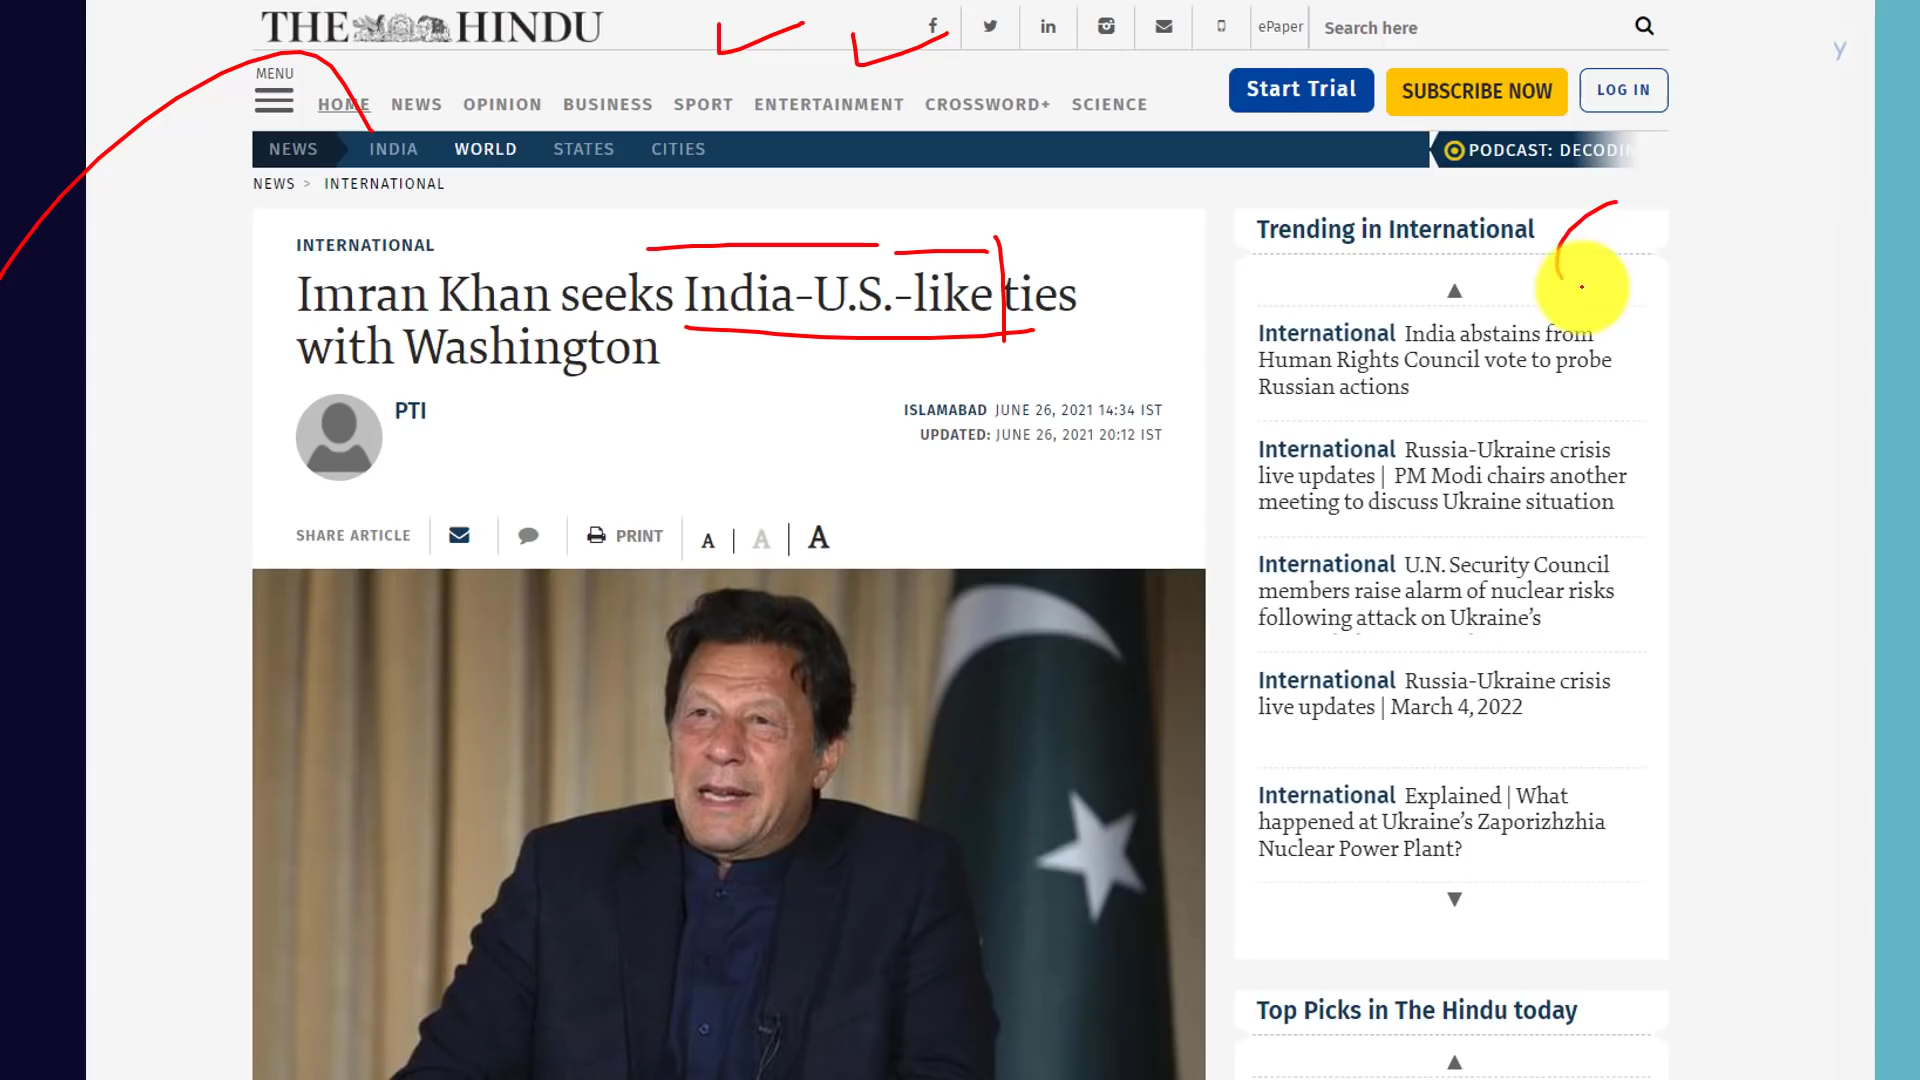 THE HINDU
ePaper
Search here
MENU
HOME NEWS OPINION BUSINESS SPORT ENTERTAINMENT CROSSWORD+ SCIENCE
Start Trial
SUBSCRIBE NOW
LOG IN
NEWS INDIA WORLD STATES CITIES
PODCAST: DECODIN
NEWS > INTERNATIONAL
INTERNATIONAL
Imran Khan seeks India-U.S.-like ties
with Washington
PTI
ISLAMABAD JUNE 26, 2021 14:34 IST
UPDATED: JUNE 26, 2021 20:12 IST
SHARE ARTICLE
PRINT
A | A | A
Trending in International
International India abstains from
Human Rights Council vote to probe
Russian actions
International Russia-Ukraine crisis
live updates | PM Modi chairs another
meeting to discuss Ukraine situation
International U.N. Security Council
members raise alarm of nuclear risks
following attack on Ukraine’s
International Russia-Ukraine crisis
live updates | March 4, 2022
International Explained | What
happened at Ukraine’s Zaporizhzhia
Nuclear Power Plant?
Top Picks in The Hindu today
y